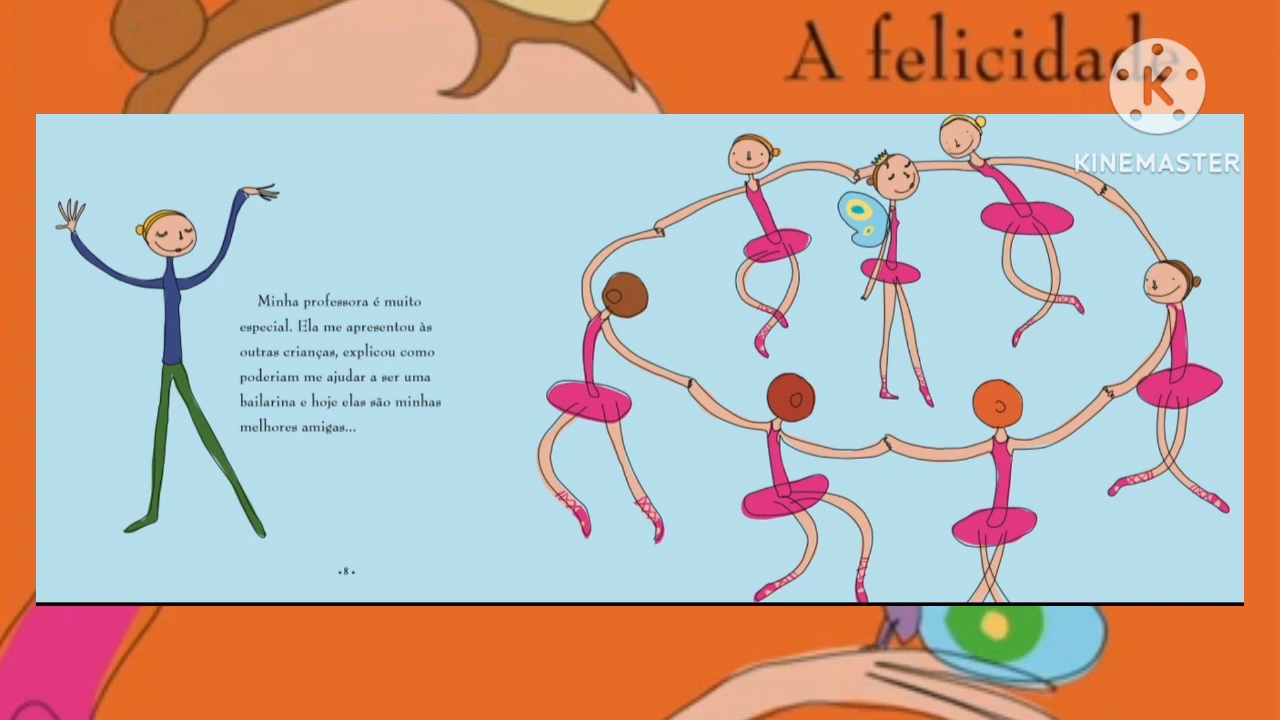 A felicidade
K
KINEMASTER
Minha professora é muito
especial. Ela me apresentou às
outras crianças, explicou como
poderiam me ajudar a ser uma
bailarina e hoje elas são minhas
melhores amigas...
•8•